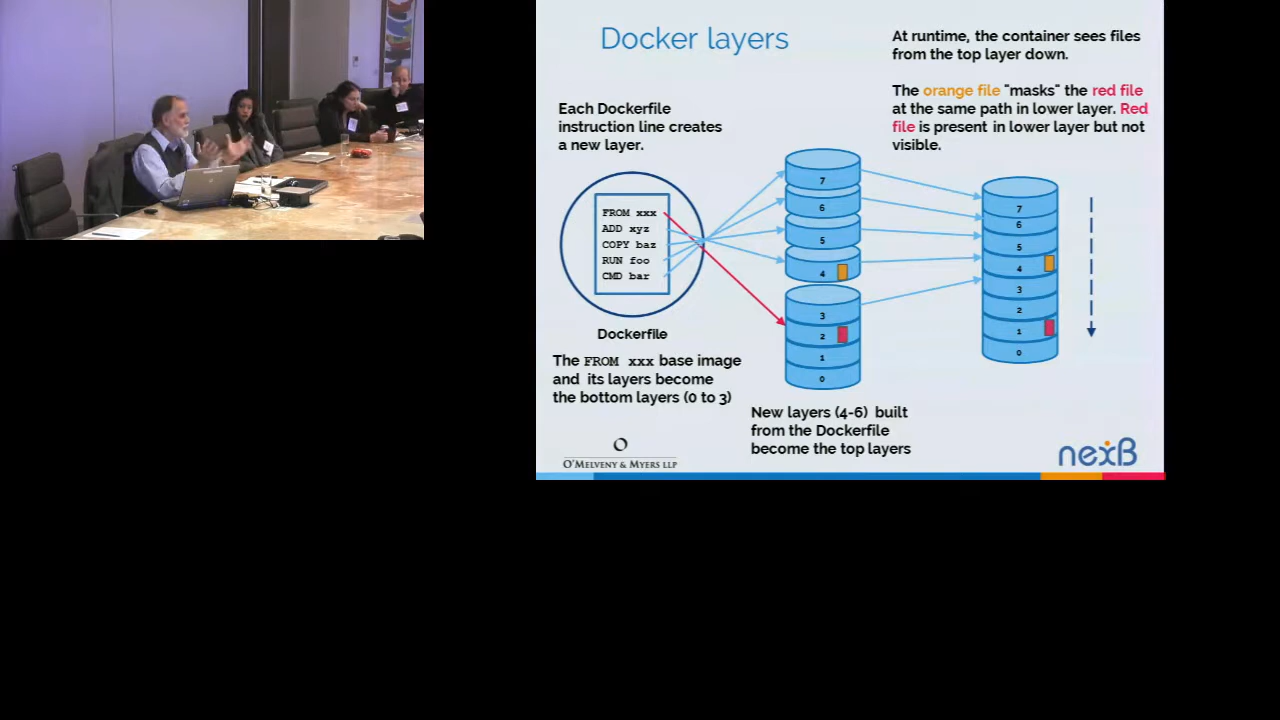 Docker layers
At runtime, the container sees files
from the top layer down.
The orange file "masks" the red file
at the same path in lower layer. Red
file is present in lower layer but not
visible.
Each Dockerfile
instruction line creates
a new layer.
FROM xxx
ADD xyz
COPY baz
RUN foo
CMD bar
Dockerfile
The FROM xxx base image
and its layers become
the bottom layers (0 to 3)
7
6
5
4
3
2
1
0
New layers (4-6) built
from the Dockerfile
become the top layers
7
6
5
4
3
2
1
0
O'MELVENY & MYERS LLP
nexB